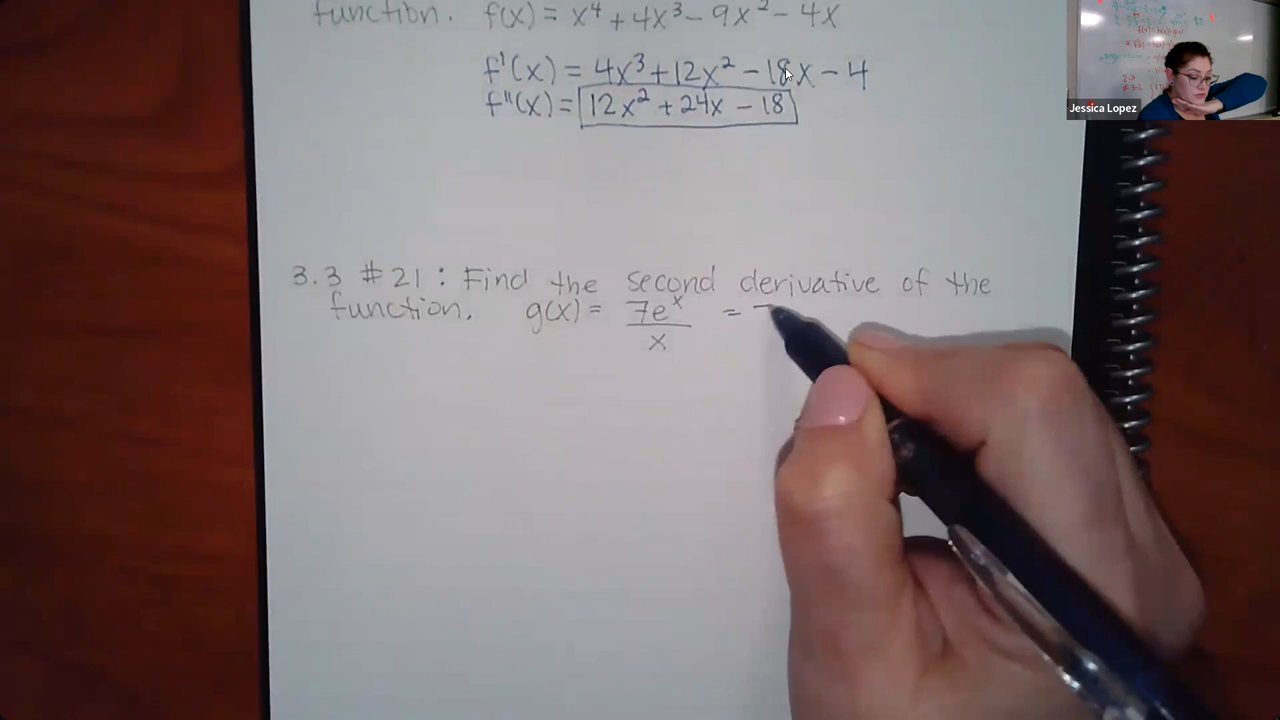 function. f(x) = x⁴ + 4x³ - 9x² - 4x
f'(x) = 4x³ + 12x² - 18x - 4
f''(x) = 12x² + 24x - 18
Jessica Lopez
3.3 #21 : Find the second derivative of the
function. g(x) = 7eˣ/x =